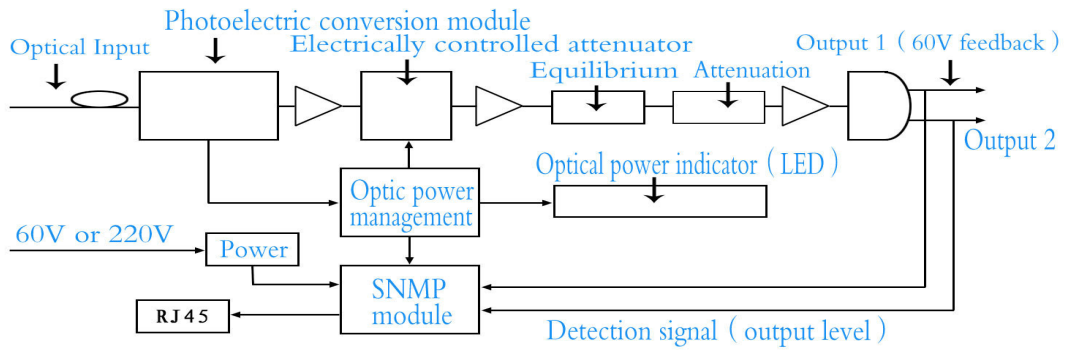 Photoelectric conversion module
Optical Input
Electrically controlled attenuator
Output 1 ( 60V feedback )
Equilibrium
Attenuation
Output 2
Optical power indicator ( LED )
Optic power
management
60V or 220V
Power
SNMP
module
RJ45
Detection signal ( output level )